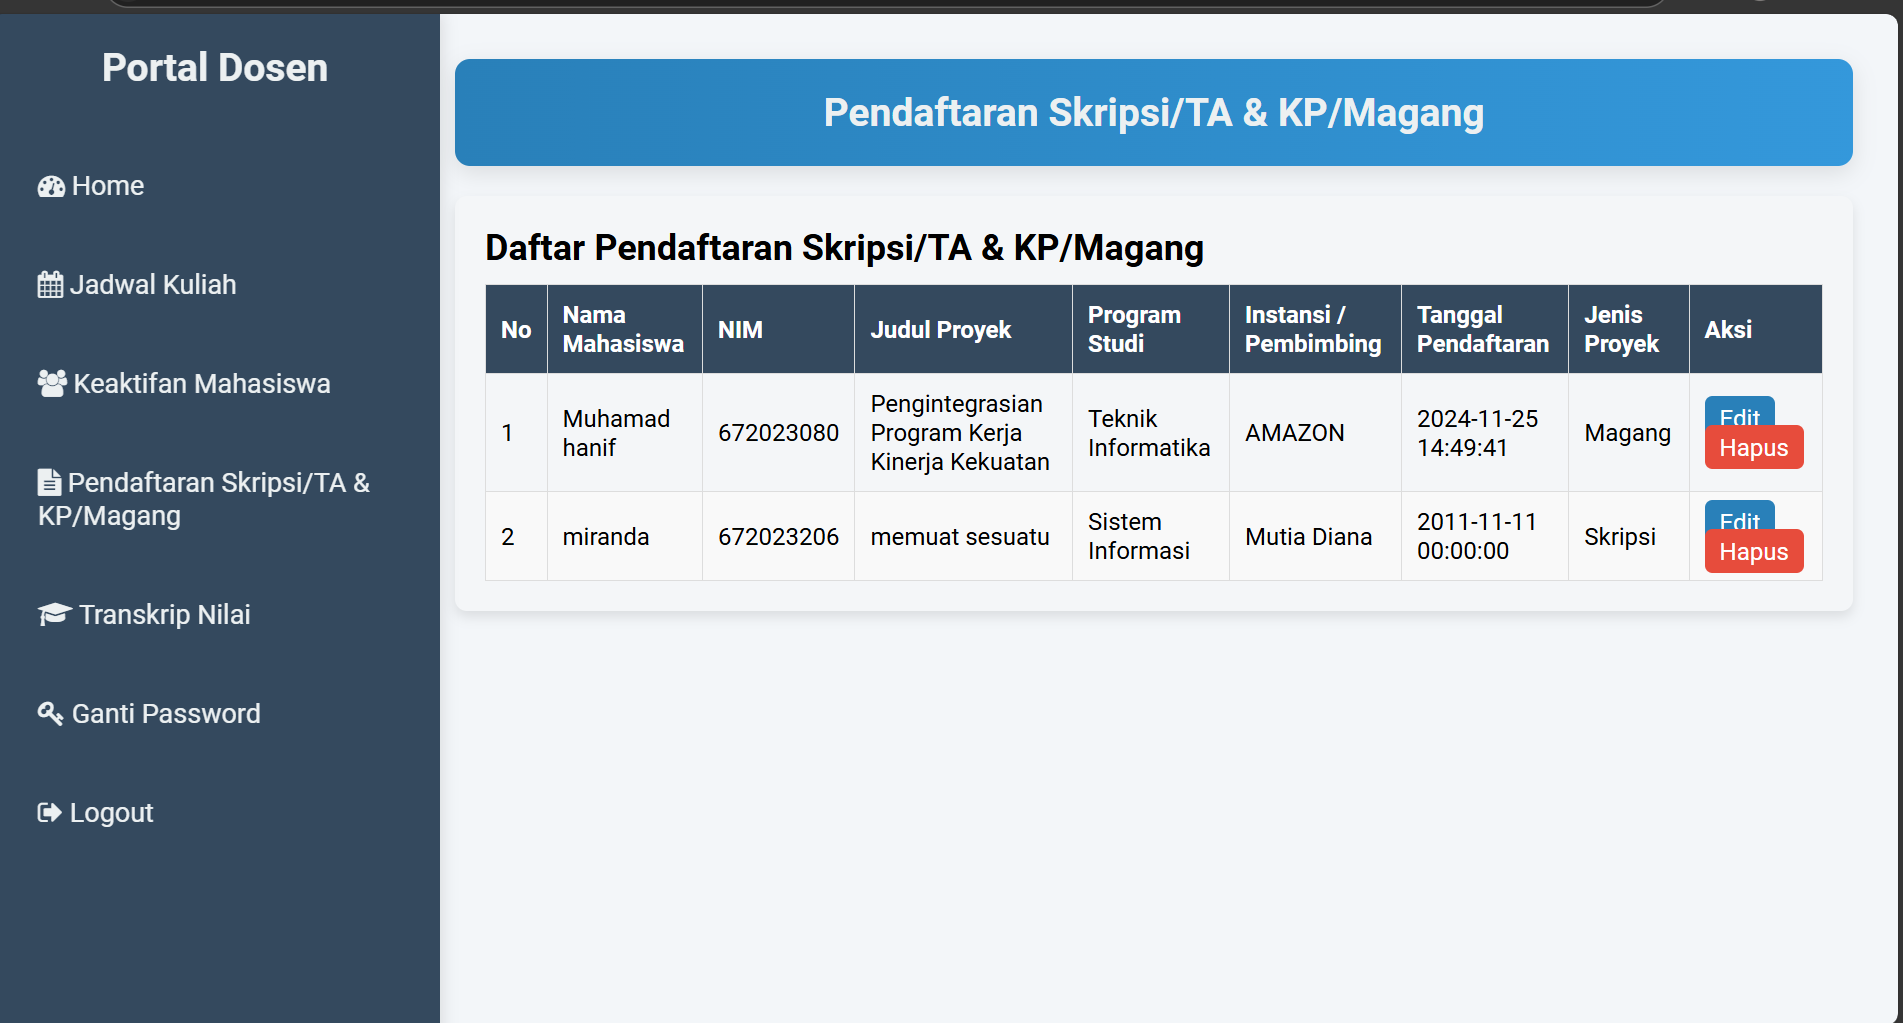 Portal Dosen
Home
Jadwal Kuliah
Keaktifan Mahasiswa
Pendaftaran Skripsi/TA &
KP/Magang
Transkrip Nilai
Ganti Password
Logout
Pendaftaran Skripsi/TA & KP/Magang
Daftar Pendaftaran Skripsi/TA & KP/Magang
No
Nama
Mahasiswa
NIM
Judul Proyek
Program
Studi
Instansi /
Pembimbing
Tanggal
Pendaftaran
Jenis
Proyek
Aksi
1
Muhamad
hanif
672023080
Pengintegrasian
Program Kerja
Kinerja Kekuatan
Teknik
Informatika
AMAZON
2024-11-25
14:49:41
Magang
Edit
Hapus
2
miranda
672023206
memuat sesuatu
Sistem
Informasi
Mutia Diana
2011-11-11
00:00:00
Skripsi
Edit
Hapus